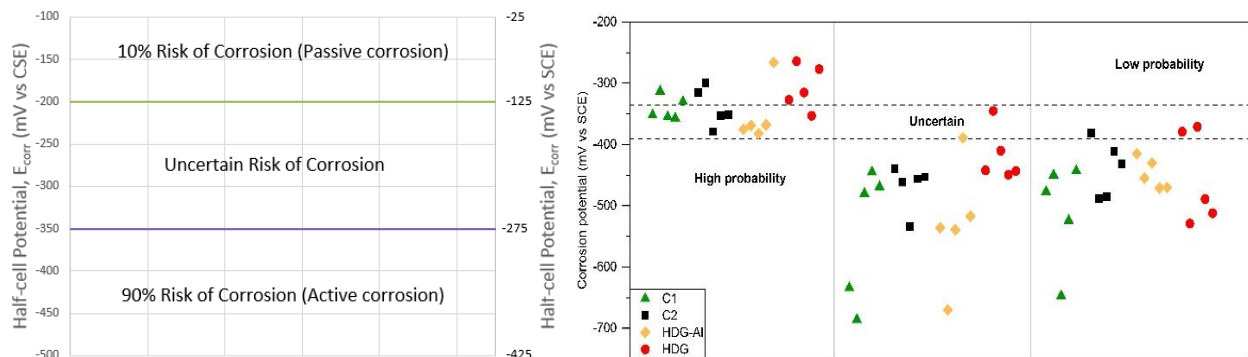 Half-cell Potential, Ecorr (mV vs CSE)
-100
-150
-200
-250
-300
-350
-400
-450
-500
10% Risk of Corrosion (Passive corrosion)
Uncertain Risk of Corrosion
90% Risk of Corrosion (Active corrosion)
-25
-125
-275
-425
Half-cell Potential, Ecorr (mV vs SCE)
Corrosion potential (mV vs SCE)
-200
-300
-400
-500
-600
-700
Low probability
Uncertain
High probability
C1
C2
HDG-Al
HDG